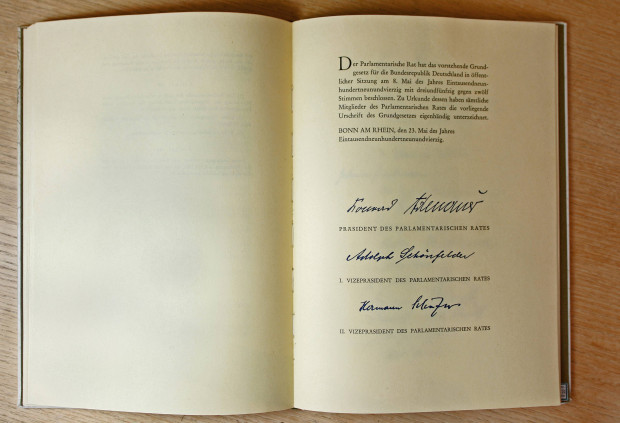 Der Parlamentarische Rat hat das vorstehende Grund-
gesetz für die Bundesrepublik Deutschland in öffent-
licher Sitzung am 8. Mai des Jahres Eintausendneun-
hundertneunundvierzig mit dreiundfünfzig gegen zwölf
Stimmen beschlossen. Zu Urkunde dessen haben sämtliche
Mitglieder des Parlamentarischen Rates die vorliegende
Urschrift des Grundgesetzes eigenhändig unterzeichnet.
BONN AM RHEIN, den 23. Mai des Jahres
Eintausendneunhundertneunundvierzig.
Konrad Adenauer
PRÄSIDENT DES PARLAMENTARISCHEN RATES
Adolph Schönfelder
I. VIZEPRÄSIDENT DES PARLAMENTARISCHEN RATES
Hermann Schäfer
II. VIZEPRÄSIDENT DES PARLAMENTARISCHEN RATES